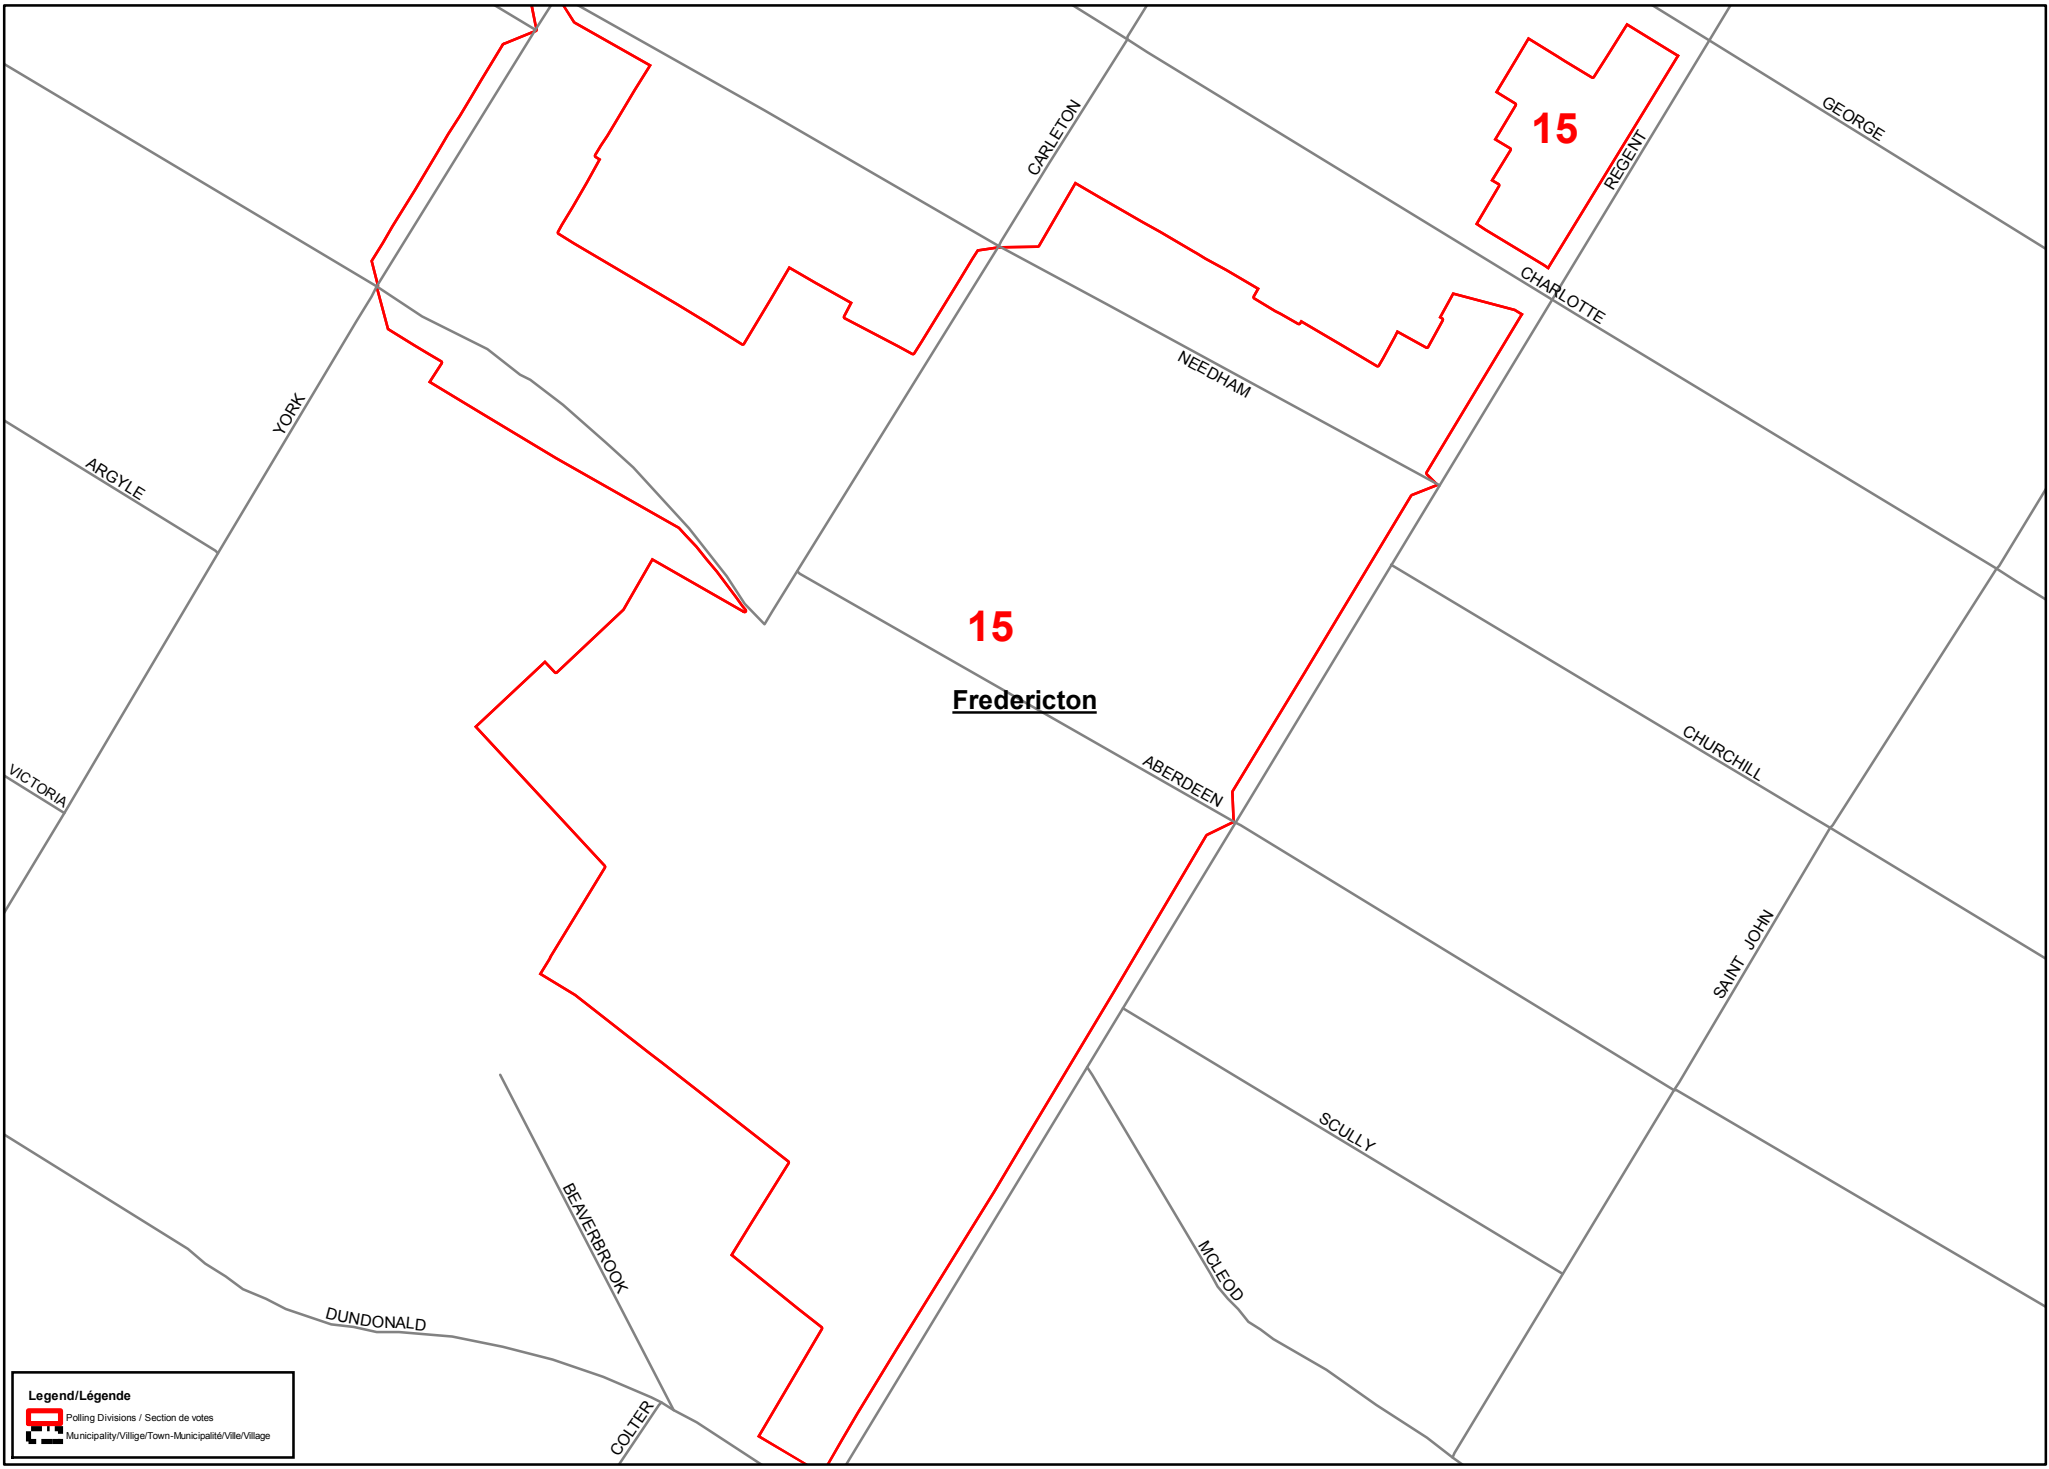 GEORGE
CARLETON
15
REGENT
CHARLOTTE
NEEDHAM
YORK
ARGYLE
15
Fredericton
ABERDEEN
CHURCHILL
VICTORIA
SAINT JOHN
SCULLY
BEAVERBROOK
MCLEOD
DUNDONALD
COLTER
Legend/Légende
Polling Divisions / Section de votes
Municipality/Villige/Town-Municipalité/Ville/Village